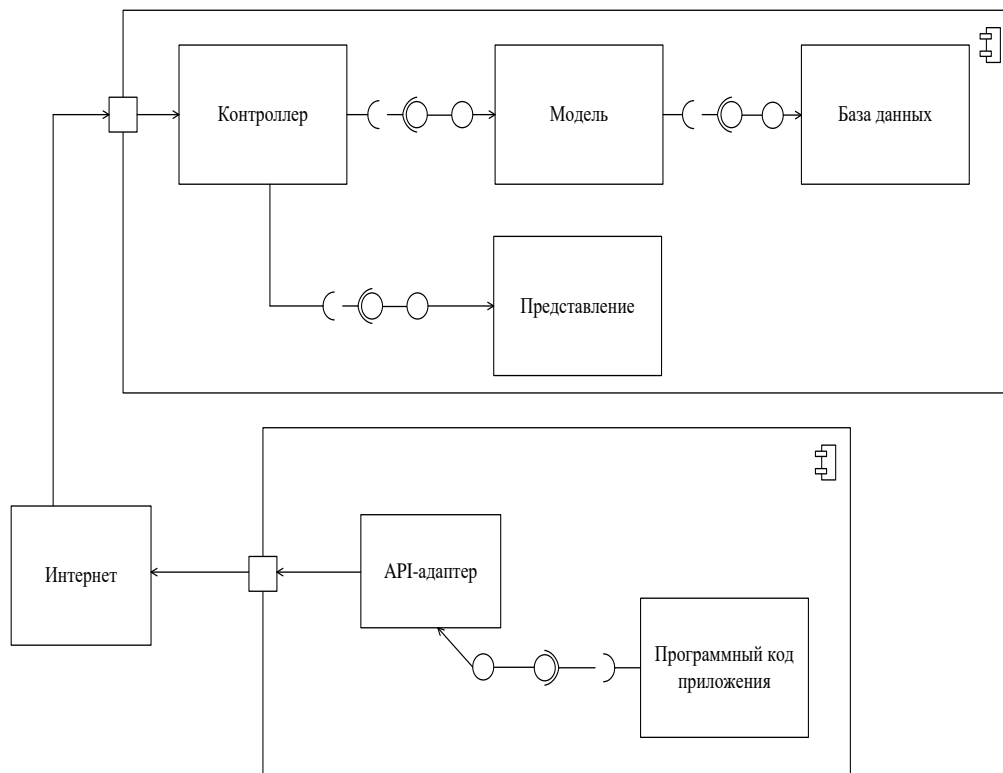 Контроллер
Модель
База данных
Представление
Интернет
API-адаптер
Программный код
приложения